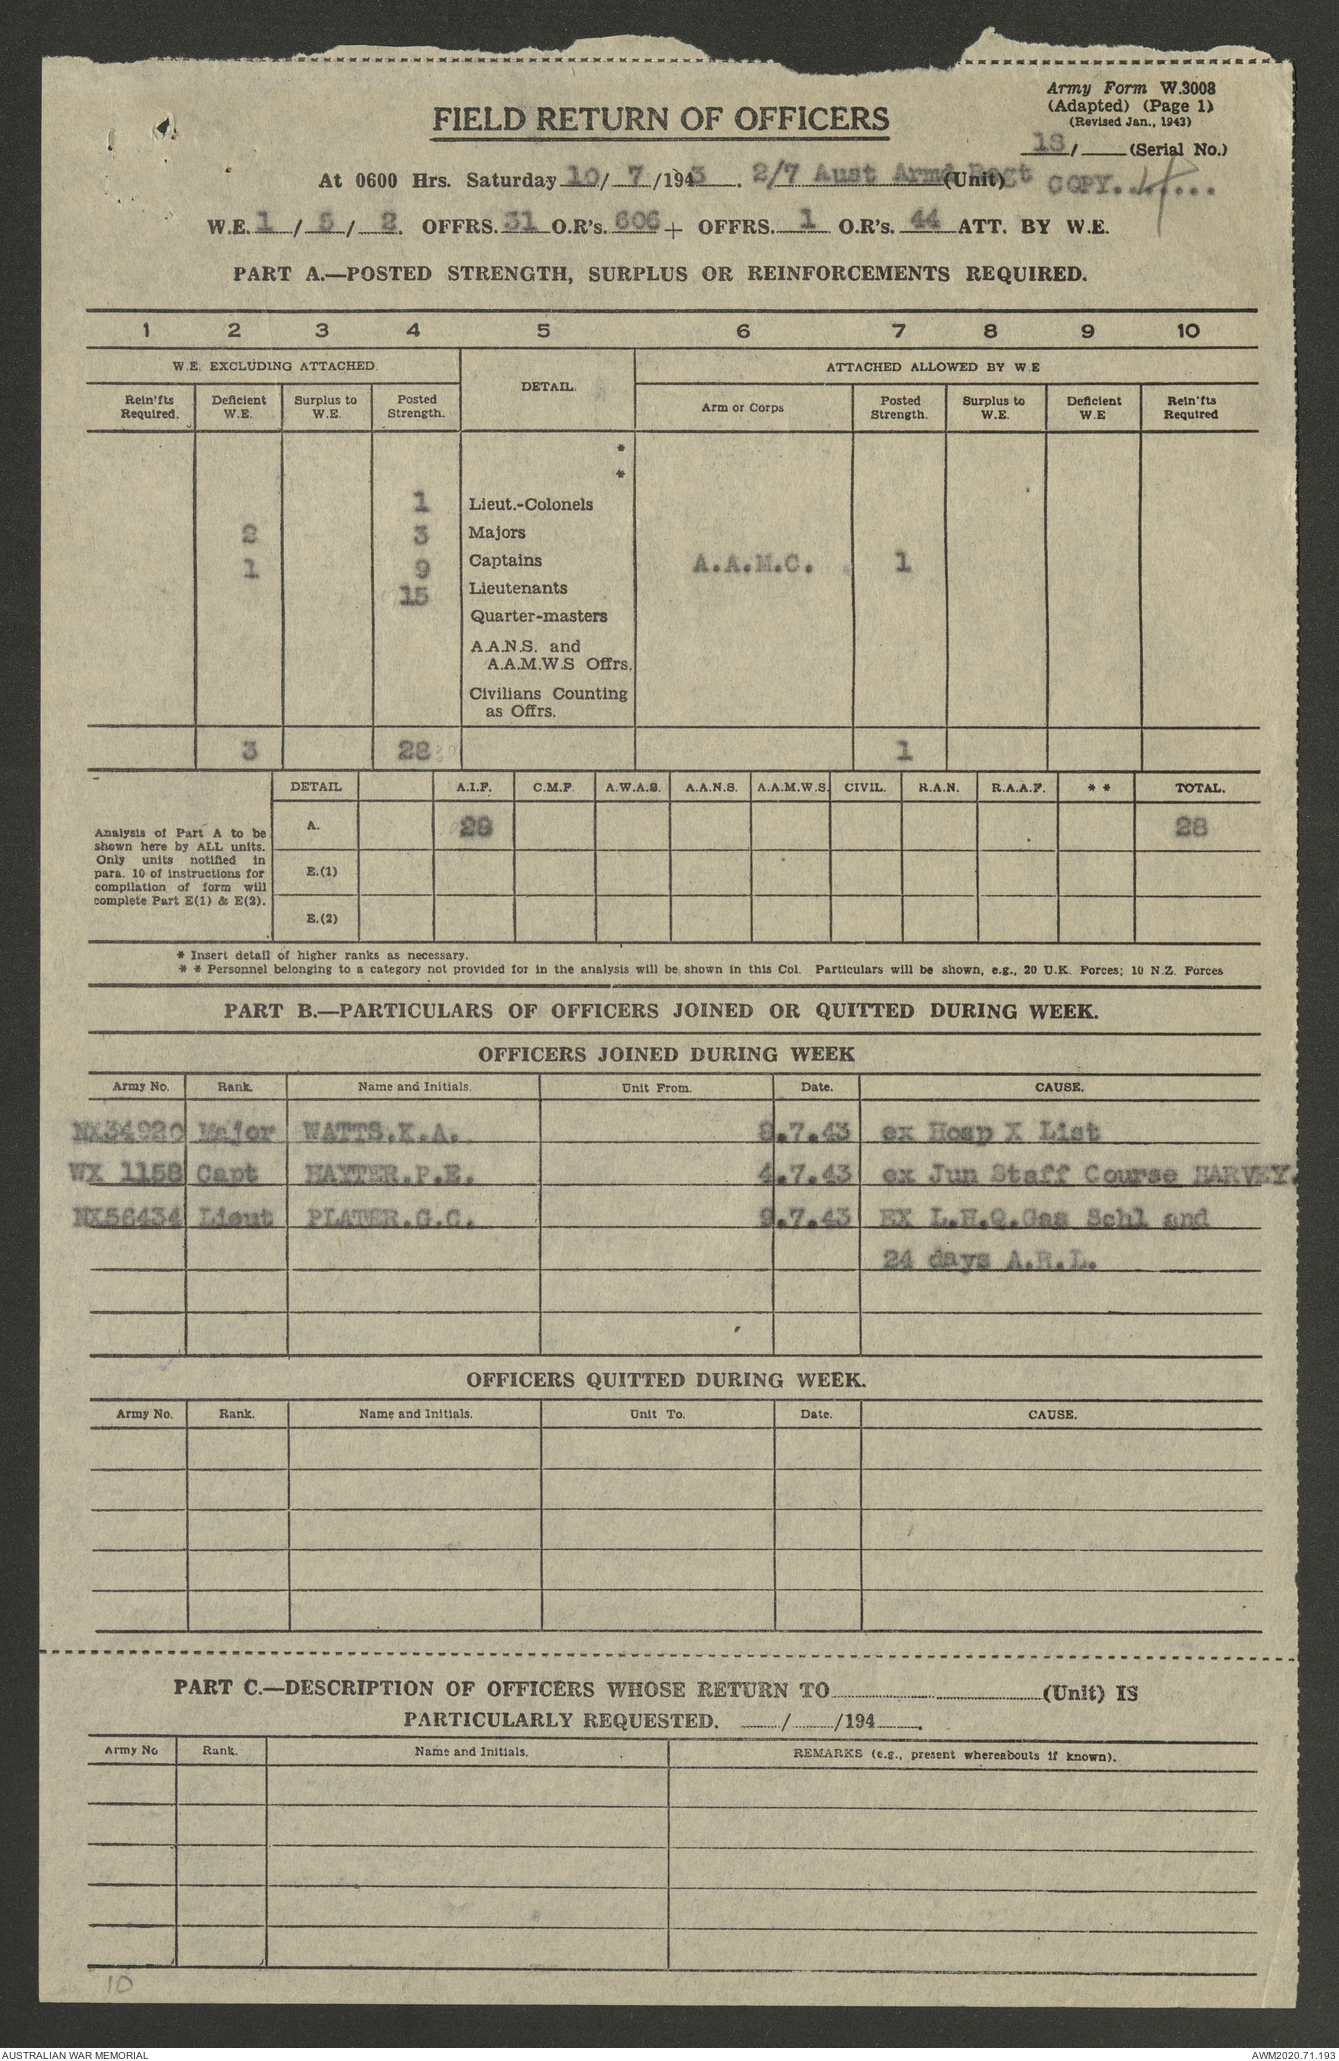 Army Form W.3008
(Adapted) (Page 1)
(Revised Jan., 1943)
FIELD RETURN OF OFFICERS
18/ (Serial No.)
At 0600 Hrs. Saturday 10/ 7 /1943. 2/7 Aust Armd Regt (Unit) COPY. 4
W.E. 1 / 5 / 2. OFFRS. 31 O.R's. 606 + OFFRS. 1 O.R's. 44 ATT. BY W.E.
PART A.—POSTED STRENGTH, SURPLUS OR REINFORCEMENTS REQUIRED.
1 2 3 4 5 6 7 8 9 10
W.E. EXCLUDING ATTACHED. DETAIL. ATTACHED ALLOWED BY W.E
Rein'fts Required. Deficient W.E. Surplus to W.E. Posted Strength. Arm or Corps Posted Strength. Surplus to W.E. Deficient W.E Rein'fts Required
*
*
1 Lieut.-Colonels
2 3 Majors
1 9 Captains A.A.M.C. 1
15 Lieutenants
Quarter-masters
A.A.N.S. and
A.A.M.W.S Offrs.
Civilians Counting
as Offrs.
3 28 1
DETAIL A.I.F. C.M.F. A.W.A.S. A.A.N.S. A.A.M.W.S. CIVIL. R.A.N. R.A.A.F. * * TOTAL.
Analysis of Part A to be
shown here by ALL units.
Only units notified in
para. 10 of instructions for
compilation of form will
complete Part E(1) & E(2).
A. 28 28
E.(1)
E.(2)
* Insert detail of higher ranks as necessary.
* * Personnel belonging to a category not provided for in the analysis will be shown in this Col. Particulars will be shown, e.g., 20 U.K. Forces; 10 N.Z. Forces
PART B.—PARTICULARS OF OFFICERS JOINED OR QUITTED DURING WEEK.
OFFICERS JOINED DURING WEEK
Army No. Rank. Name and Initials. Unit From. Date. CAUSE.
NX34920 Major WATTS.K.A. 8.7.43 ex Hosp X List
WX 1158 Capt HAYTER.P.E. 4.7.43 ex Jun Staff Course HARVEY.
NX56434 Lieut PLATER.G.C. 9.7.43 EX L.H.Q.Gas Schl and
24 days A.R.L.
OFFICERS QUITTED DURING WEEK.
Army No. Rank. Name and Initials. Unit To. Date. CAUSE.
PART C.—DESCRIPTION OF OFFICERS WHOSE RETURN TO (Unit) IS
PARTICULARLY REQUESTED. / /194 .
Army No Rank. Name and Initials. REMARKS (e.g., present whereabouts if known).
10
AUSTRALIAN WAR MEMORIAL AWM2020.71.193